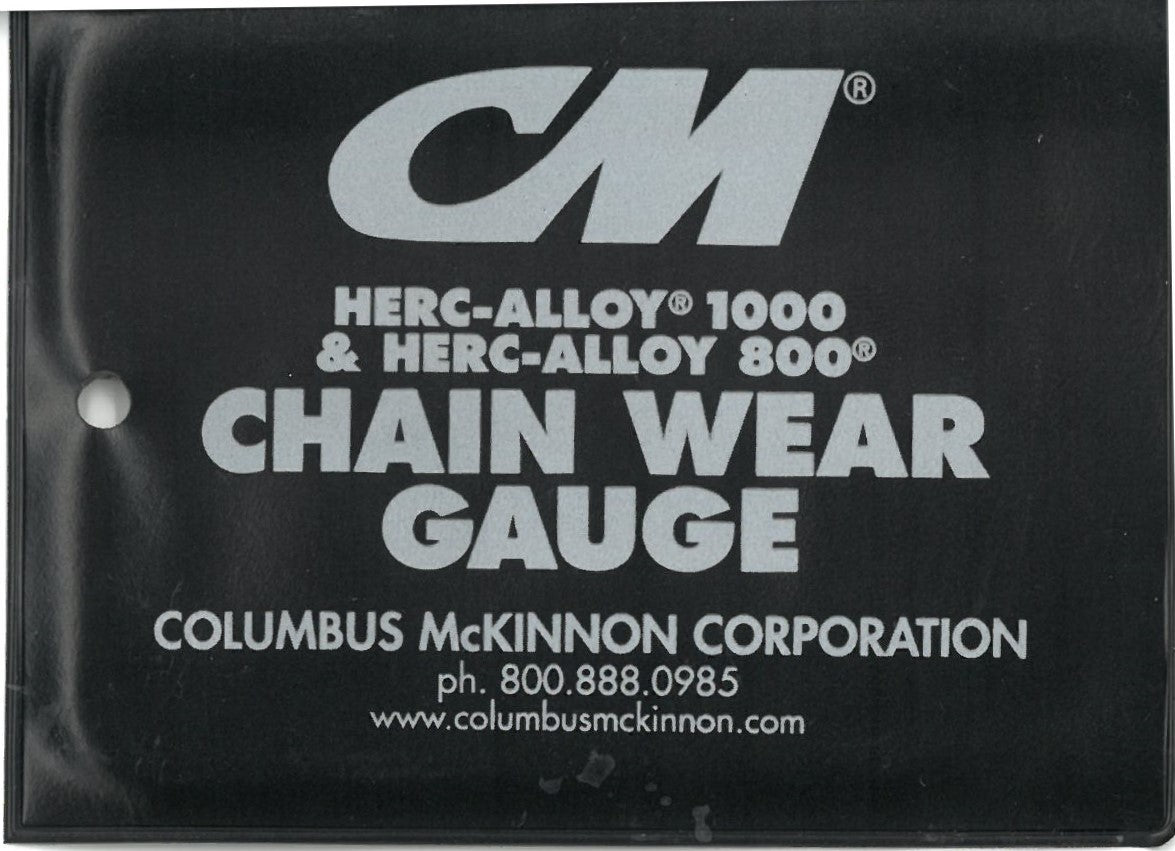 CM®
HERC-ALLOY® 1000
& HERC-ALLOY 800®
CHAIN WEAR
GAUGE
COLUMBUS McKINNON CORPORATION
ph. 800.888.0985
www.columbusmckinnon.com